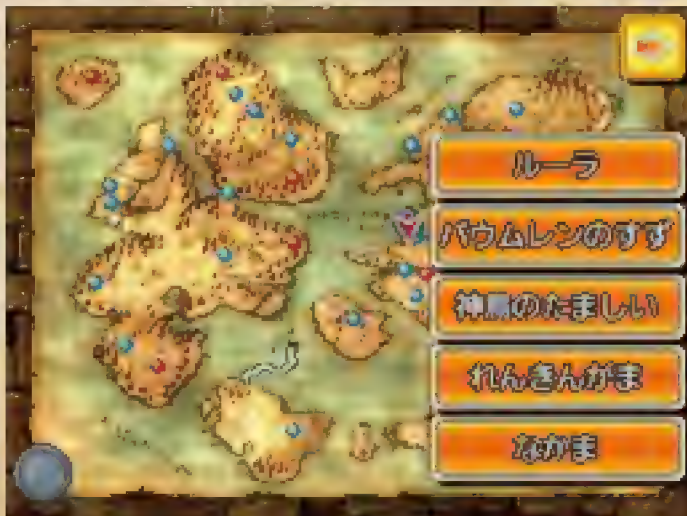 ルーラ
バウムレンのすず
神鳥のたましい
れんきんがま
なかま